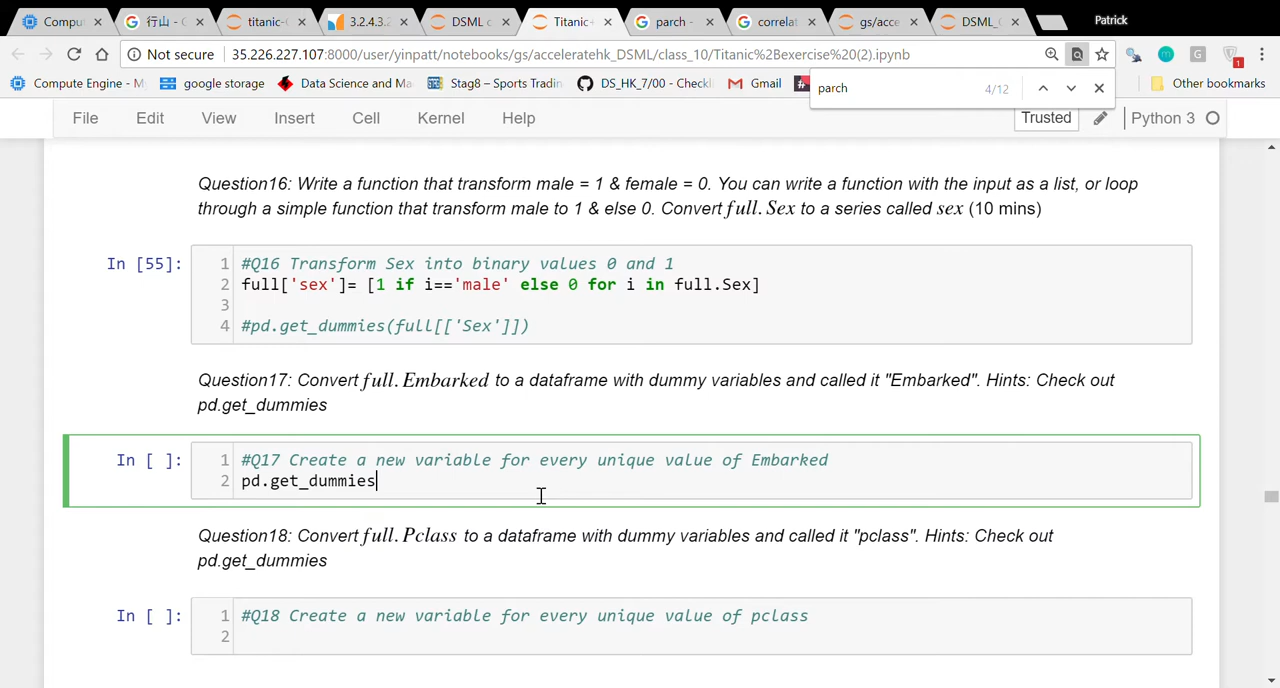 Comput
行山 - G
titanic-
3.2.4.3.2
DSML c
Titanic+
parch -
correlat
gs/acce
DSML_
Patrick
Not secure
35.226.227.107:8000/user/yinpatt/notebooks/gs/acceleratehk_DSML/class_10/Titanic%2Bexercise%20(2).ipynb
Compute Engine - My
google storage
Data Science and Ma
Stag8 – Sports Tradin
DS_HK_7/00 - Checkl
Gmail
Other bookmarks
parch
4/12
File
Edit
View
Insert
Cell
Kernel
Help
Trusted
Python 3
Question16: Write a function that transform male = 1 & female = 0. You can write a function with the input as a list, or loop
through a simple function that transform male to 1 & else 0. Convert full.Sex to a series called sex (10 mins)
In [55]:
1 #Q16 Transform Sex into binary values 0 and 1
2 full['sex']= [1 if i=='male' else 0 for i in full.Sex]
3
4 #pd.get_dummies(full[['Sex']])
Question17: Convert full.Embarked to a dataframe with dummy variables and called it "Embarked". Hints: Check out
pd.get_dummies
In [ ]:
1 #Q17 Create a new variable for every unique value of Embarked
2 pd.get_dummies
Question18: Convert full.Pclass to a dataframe with dummy variables and called it "pclass". Hints: Check out
pd.get_dummies
In [ ]:
1 #Q18 Create a new variable for every unique value of pclass
2